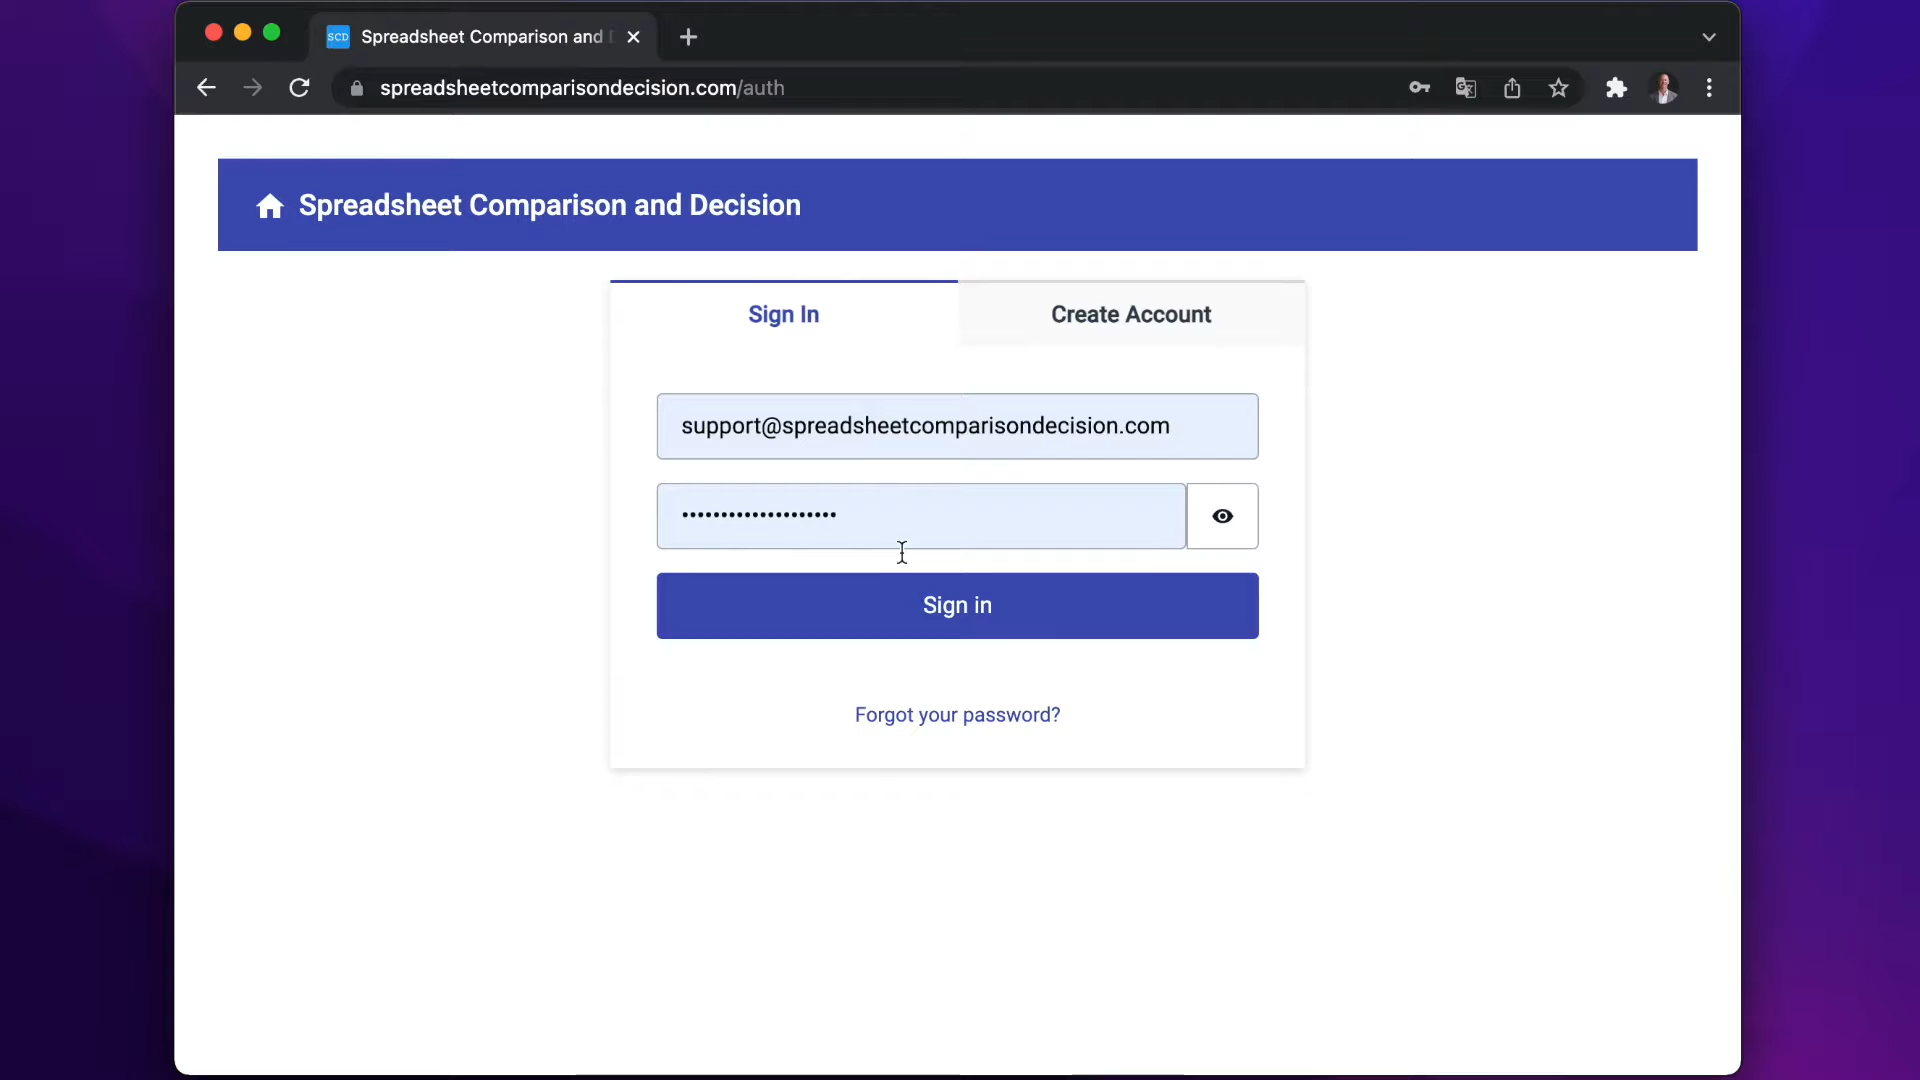 SCD Spreadsheet Comparison and
spreadsheetcomparisondecision.com/auth
Spreadsheet Comparison and Decision
Sign In
Create Account
support@spreadsheetcomparisondecision.com
••••••••••••••••••••
Sign in
Forgot your password?